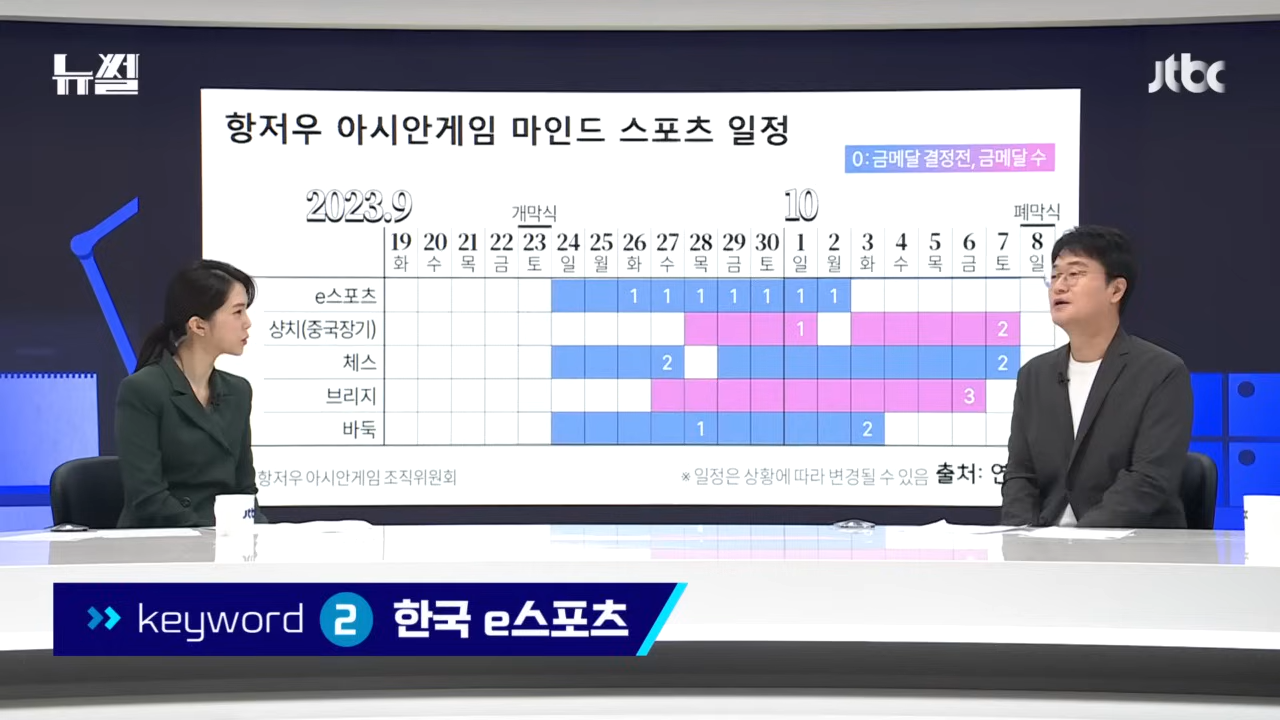 뉴썰
jtbc
항저우 아시안게임 마인드 스포츠 일정
0 : 금메달 결정전, 금메달 수
2023.9 개막식 10 폐막식
19 20 21 22 23 24 25 26 27 28 29 30 1 2 3 4 5 6 7 8
화 수 목 금 토 일 월 화 수 목 금 토 일 월 화 수 목 금 토 일
e스포츠 1 1 1 1 1 1 1
샹치(중국장기) 1 2
체스 2 2
브리지 3
바둑 1 2
항저우 아시안게임 조직위원회
※ 일정은 상황에 따라 변경될 수 있음 출처: 연
keyword 2 한국 e스포츠